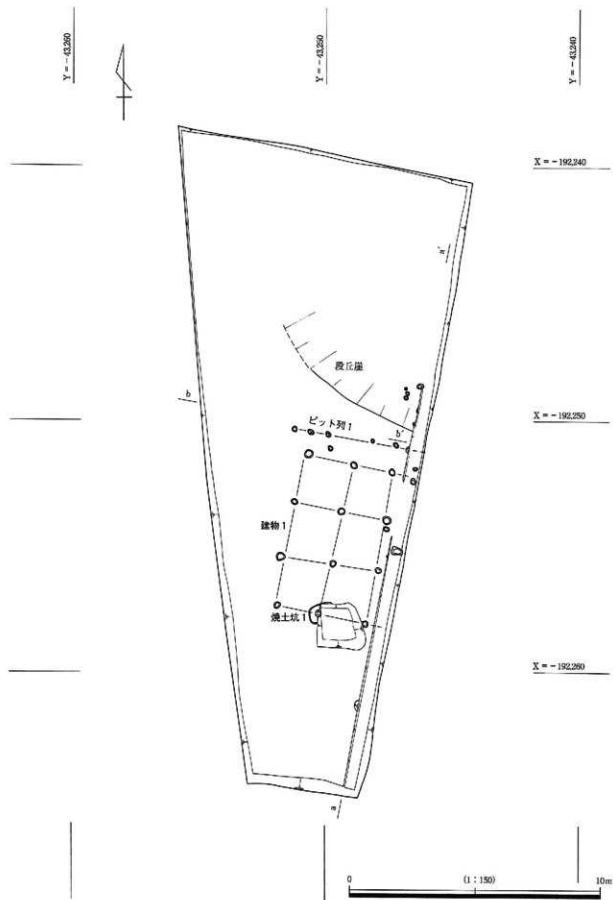 Y = −43,260
Y = −43,250
Y = −43,240
X = −192,240
a′
段丘崖
b
X = −192,250
ピット列1
b′
建物1
焼土坑1
X = −192,260
a
0
(1：150)
10m